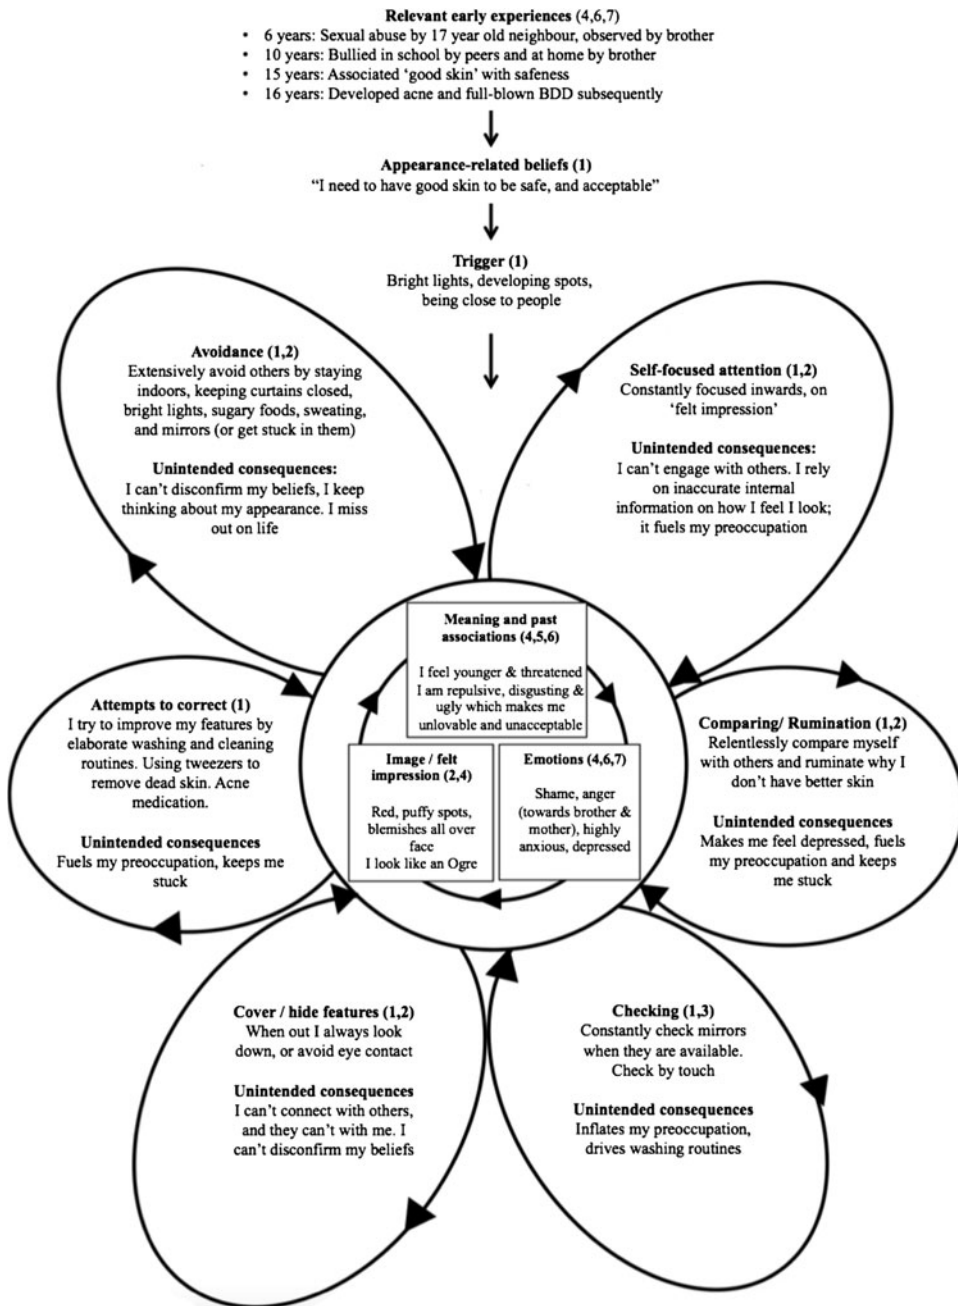 Relevant early experiences (4,6,7)
• 6 years: Sexual abuse by 17 year old neighbour, observed by brother
• 10 years: Bullied in school by peers and at home by brother
• 15 years: Associated ‘good skin’ with safeness
• 16 years: Developed acne and full-blown BDD subsequently
Appearance-related beliefs (1)
“I need to have good skin to be safe, and acceptable”
Trigger (1)
Bright lights, developing spots,
being close to people
Avoidance (1,2)
Extensively avoid others by staying
indoors, keeping curtains closed,
bright lights, sugary foods, sweating,
and mirrors (or get stuck in them)
Unintended consequences:
I can’t disconfirm my beliefs, I keep
thinking about my appearance. I miss
out on life
Self-focused attention (1,2)
Constantly focused inwards, on
‘felt impression’
Unintended consequences:
I can’t engage with others. I rely
on inaccurate internal
information on how I feel I look;
it fuels my preoccupation
Meaning and past
associations (4,5,6)
I feel younger & threatened
I am repulsive, disgusting &
ugly which makes me
unlovable and unacceptable
Image / felt
impression (2,4)
Red, puffy spots,
blemishes all over
face
I look like an Ogre
Emotions (4,6,7)
Shame, anger
(towards brother &
mother), highly
anxious, depressed
Attempts to correct (1)
I try to improve my features by
elaborate washing and cleaning
routines. Using tweezers to
remove dead skin. Acne
medication.
Unintended consequences
Fuels my preoccupation, keeps me
stuck
Comparing/ Rumination (1,2)
Relentlessly compare myself
with others and ruminate why I
don’t have better skin
Unintended consequences
Makes me feel depressed, fuels
my preoccupation and keeps
me stuck
Cover / hide features (1,2)
When out I always look
down, or avoid eye contact
Unintended consequences
I can’t connect with others,
and they can’t with me. I
can’t disconfirm my beliefs
Checking (1,3)
Constantly check mirrors
when they are available.
Check by touch
Unintended consequences
Inflates my preoccupation,
drives washing routines